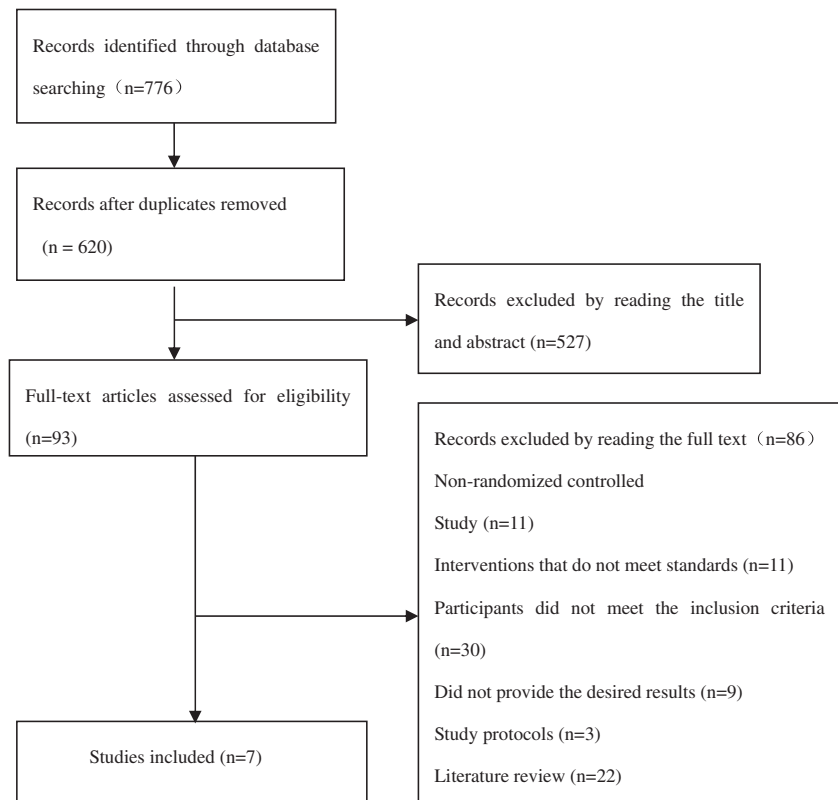 Records identified through database
searching（n=776）
Records after duplicates removed
(n = 620)
Records excluded by reading the title
and abstract (n=527)
Full-text articles assessed for eligibility
(n=93)
Records excluded by reading the full text（n=86）
Non-randomized controlled
Study (n=11)
Interventions that do not meet standards (n=11)
Participants did not meet the inclusion criteria
(n=30)
Did not provide the desired results (n=9)
Study protocols (n=3)
Literature review (n=22)
Studies included (n=7)